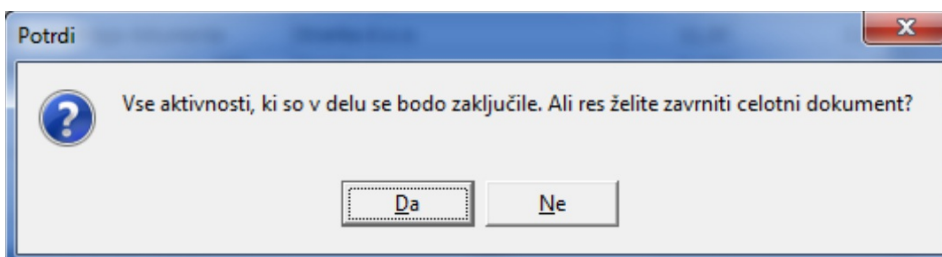 Potrdi
Vse aktivnosti, ki so v delu se bodo zaključile. Ali res želite zavrniti celotni dokument?
Da
Ne